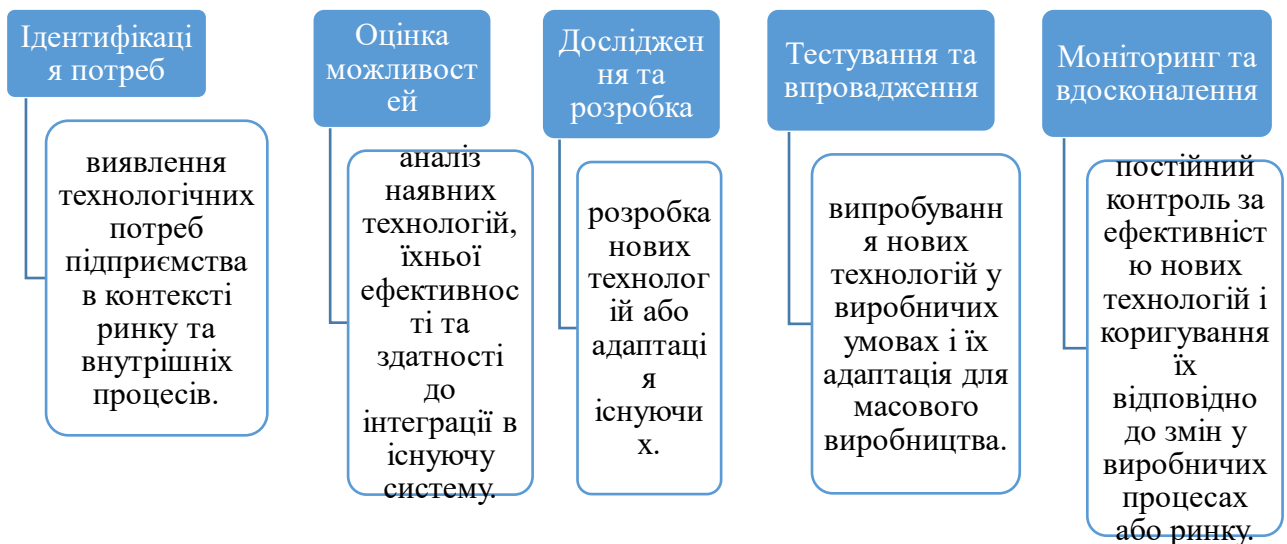 Ідентифікаці
я потреб
виявлення
технологічних
потреб
підприємства
в контексті
ринку та
внутрішніх
процесів.
Оцінка
можливост
ей
аналіз
наявних
технологій,
їхньої
ефективнос
ті та
здатності
до
інтеграції в
існуючу
систему.
Дослідже
ння та
розробка
розробка
нових
технолог
ій або
адаптаці
я
існуючи
х.
Тестування та
впровадження
випробуванн
я нових
технологій у
виробничих
умовах і їх
адаптація для
масового
виробництва.
Моніторинг та
вдосконалення
постійний
контроль за
ефективніст
ю нових
технологій і
коригування
їх
відповідно
до змін у
виробничих
процесах
або ринку.